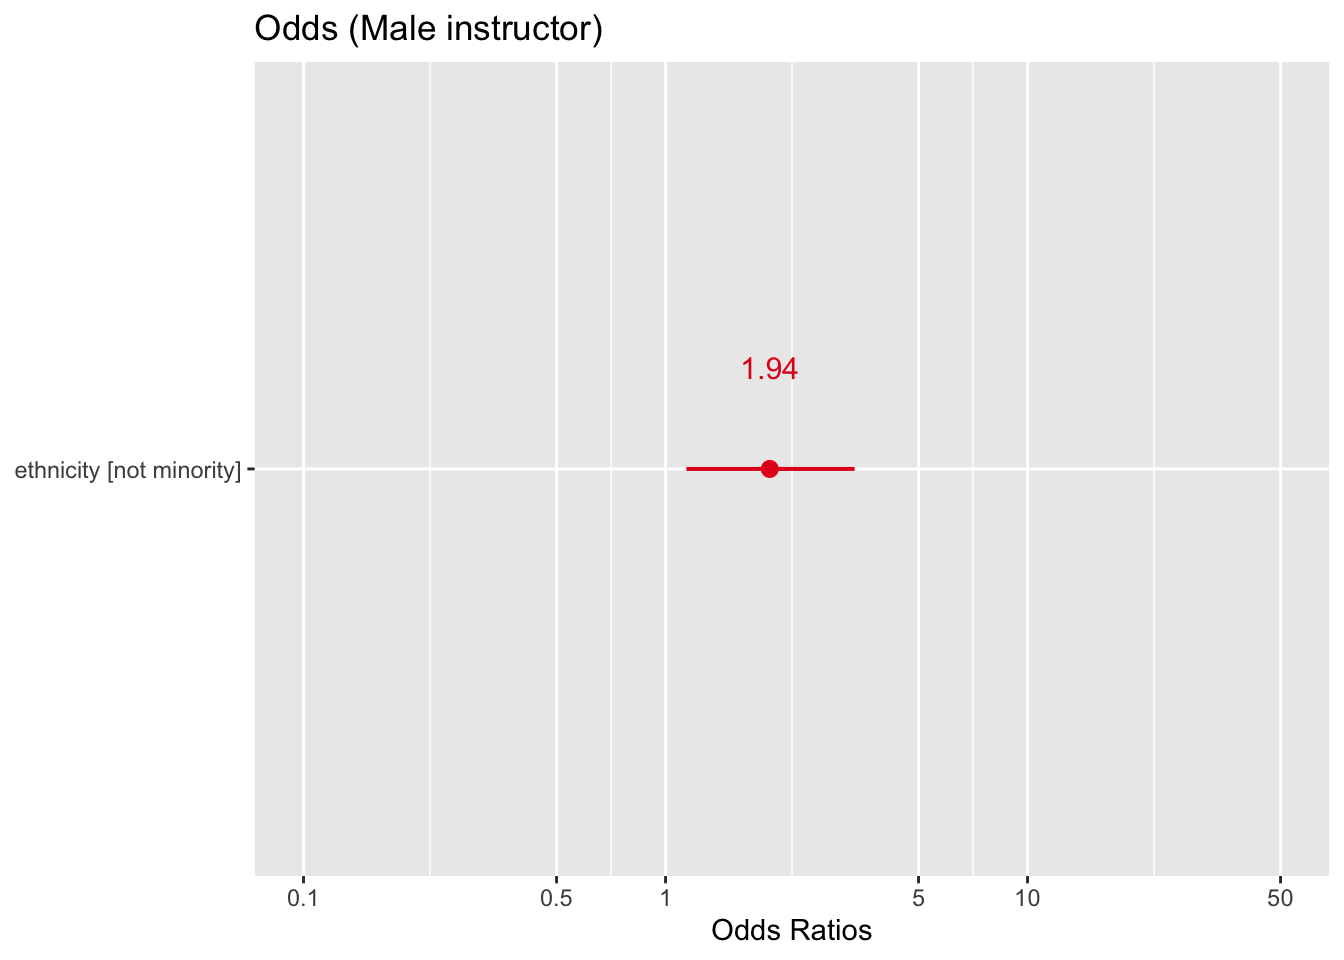 Odds (Male instructor)
1.94
ethnicity [not minority]
0.1 0.5 1 5 10 50
Odds Ratios